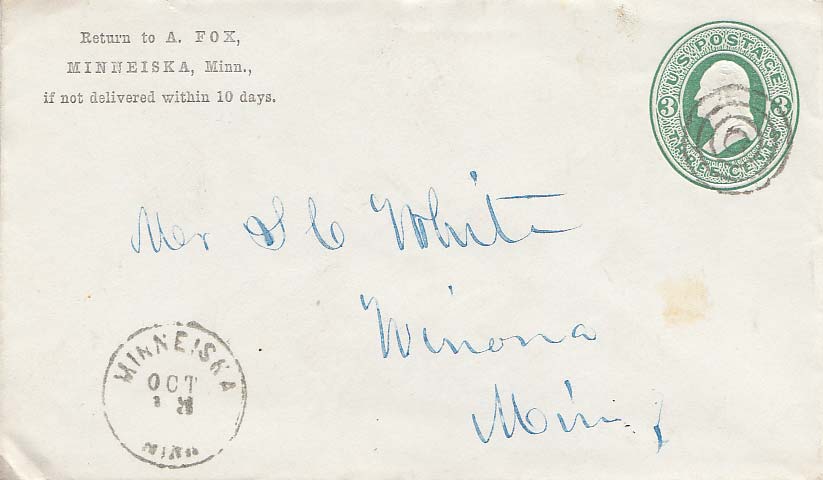 Return to A. FOX,
MINNEISKA, Minn.,
if not delivered within 10 days.
U.S. POSTAGE
3 3
THREE CENTS
Mr S C White
Winona
Minn
MINNEISKA
OCT
MINN